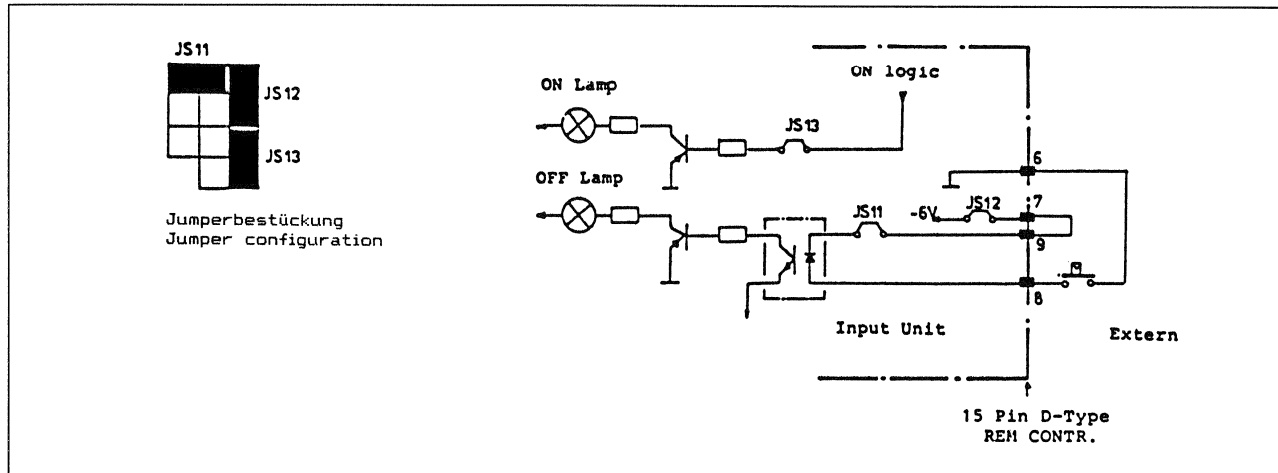 JS11
JS12
JS13
Jumperbestückung
Jumper configuration
ON logic
ON Lamp
JS13
OFF Lamp
6
-6V
JS12
7
JS11
9
8
Input Unit
Extern
15 Pin D-Type
REM CONTR.